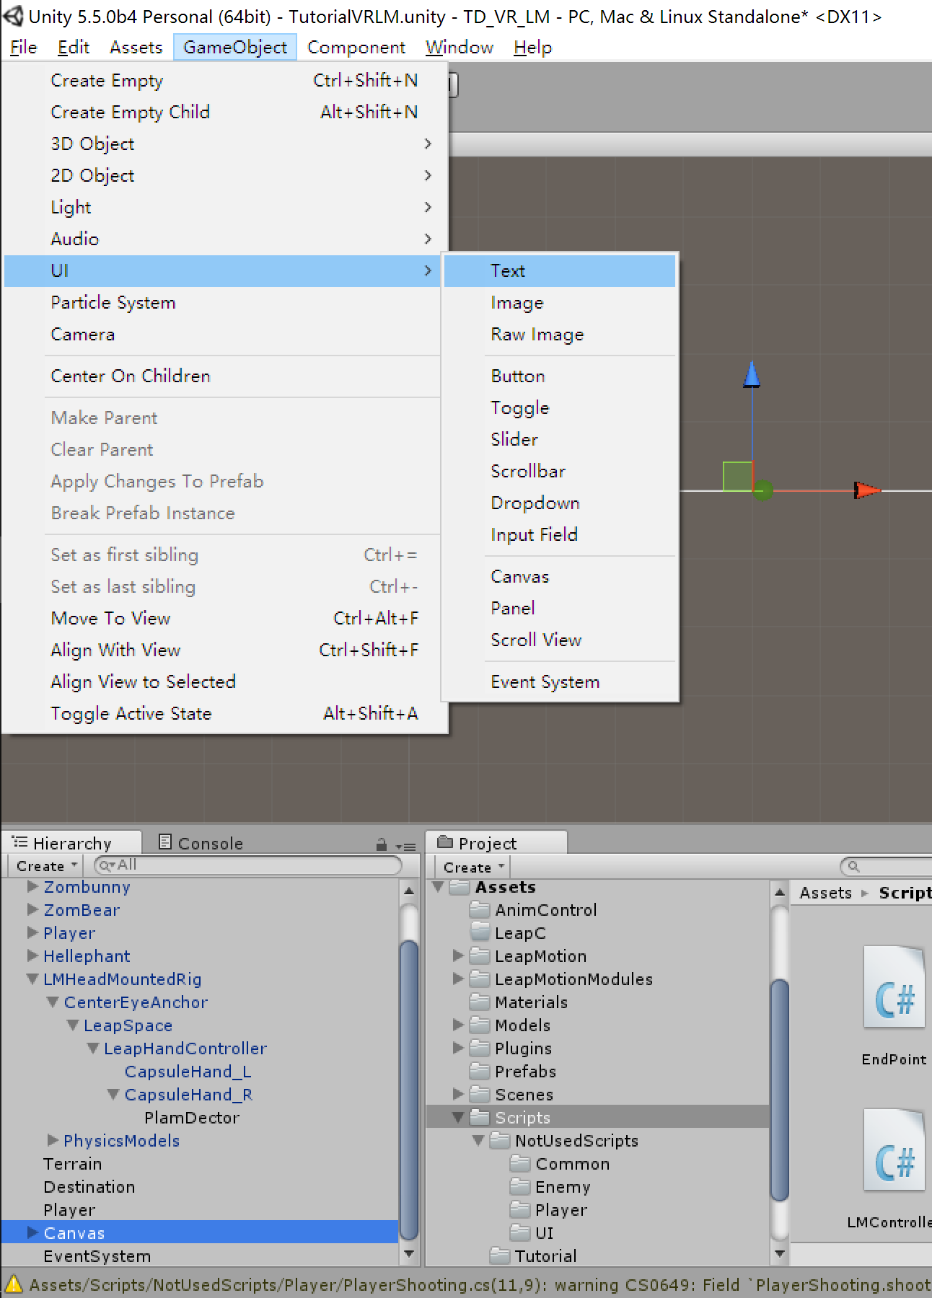 Unity 5.5.0b4 Personal (64bit) - TutorialVRLM.unity - TD_VR_LM - PC, Mac & Linux Standalone* <DX11>
File Edit Assets GameObject Component Window Help
Create Empty Ctrl+Shift+N
Create Empty Child Alt+Shift+N
3D Object
2D Object
Light
Audio
UI
Particle System
Camera
Center On Children
Make Parent
Clear Parent
Apply Changes To Prefab
Break Prefab Instance
Set as first sibling Ctrl+=
Set as last sibling Ctrl+-
Move To View Ctrl+Alt+F
Align With View Ctrl+Shift+F
Align View to Selected
Toggle Active State Alt+Shift+A
Text
Image
Raw Image
Button
Toggle
Slider
Scrollbar
Dropdown
Input Field
Canvas
Panel
Scroll View
Event System
Hierarchy Console
Create All
Zombunny
ZomBear
Player
Hellephant
LMHeadMountedRig
CenterEyeAnchor
LeapSpace
LeapHandController
CapsuleHand_L
CapsuleHand_R
PlamDector
PhysicsModels
Terrain
Destination
Player
Canvas
EventSystem
Project
Create
Assets
AnimControl
LeapC
LeapMotion
LeapMotionModules
Materials
Models
Plugins
Prefabs
Scenes
Scripts
NotUsedScripts
Common
Enemy
Player
UI
Tutorial
Assets Script
C#
EndPoint
C#
LMControlle
Assets/Scripts/NotUsedScripts/Player/PlayerShooting.cs(11,9): warning CS0649: Field `PlayerShooting.shoot